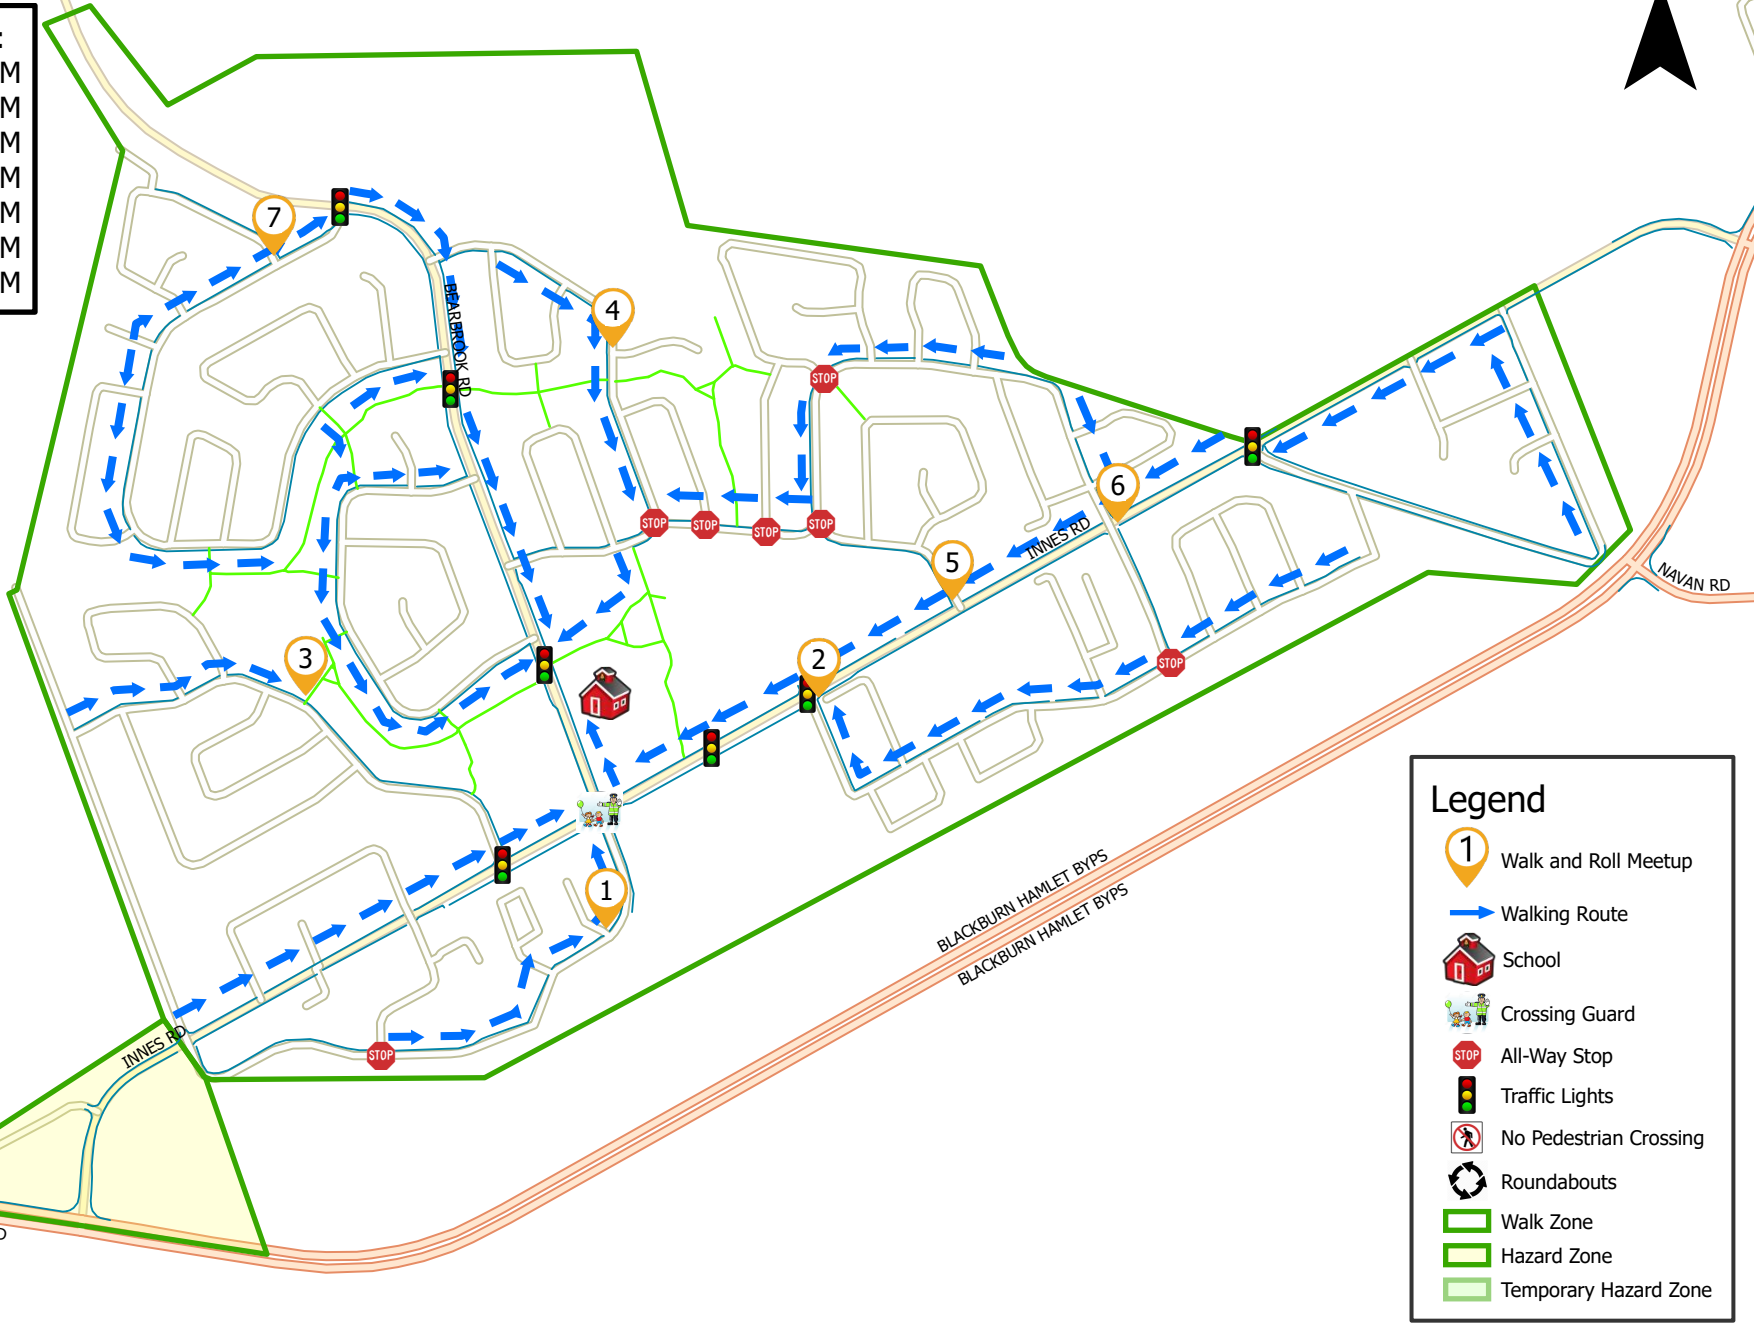 :
M
M
M
M
M
M
M
7
4
BEARBROOK RD
STOP
6
STOP
STOP
STOP
STOP
INNES RD
5
NAVAN RD
3
2
STOP
1
BLACKBURN HAMLET BYPS
BLACKBURN HAMLET BYPS
INNES RD
STOP
D
Legend
1 Walk and Roll Meetup
Walking Route
School
Crossing Guard
STOP All-Way Stop
Traffic Lights
No Pedestrian Crossing
Roundabouts
Walk Zone
Hazard Zone
Temporary Hazard Zone